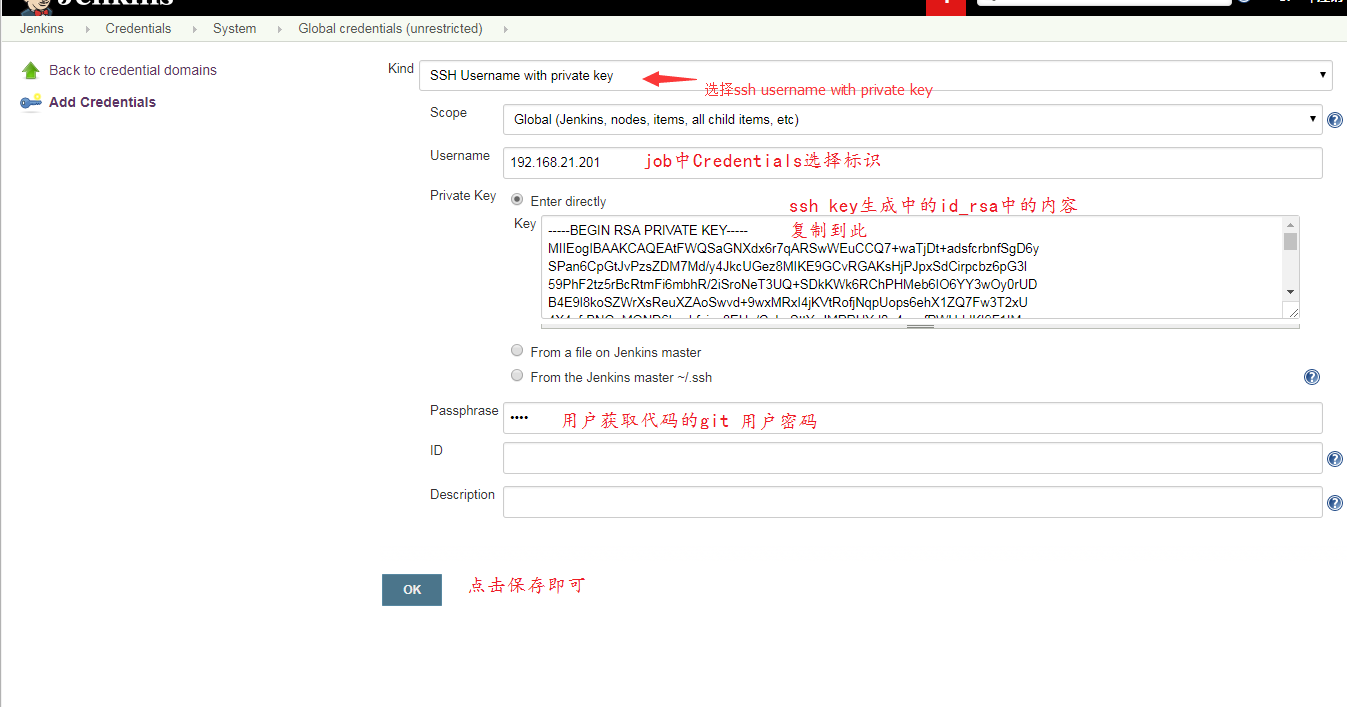 Jenkins
Jenkins Credentials System Global credentials (unrestricted)
Back to credential domains
Add Credentials
Kind SSH Username with private key
选择ssh username with private key
Scope Global (Jenkins, nodes, items, all child items, etc)
Username 192.168.21.201 job中Credentials选择标识
Private Key Enter directly
ssh key生成中的id_rsa中的内容
复制到此
Key -----BEGIN RSA PRIVATE KEY-----
MIIEogIBAAKCAQEAtFWQSaGNXdx6r7qARSwWEuCCQ7+waTjDt+adsfcrbnfSgD6y
SPan6CpGtJvPzsZDM7Md/y4JkcUGez8MIKE9GCvRGAKsHjPJpxSdCirpcbz6pG3I
59PhF2tz5rBcRtmFi6mbhR/2iSroNeT3UQ+SDkKWk6RChPHMeb6IO6YY3wOy0rUD
B4E9I8koSZWrXsReuXZAoSwvd+9wxMRxI4jKVtRofjNqpUops6ehX1ZQ7Fw3T2xU
From a file on Jenkins master
From the Jenkins master ~/.ssh
Passphrase •••• 用户获取代码的git 用户密码
ID
Description
OK 点击保存即可